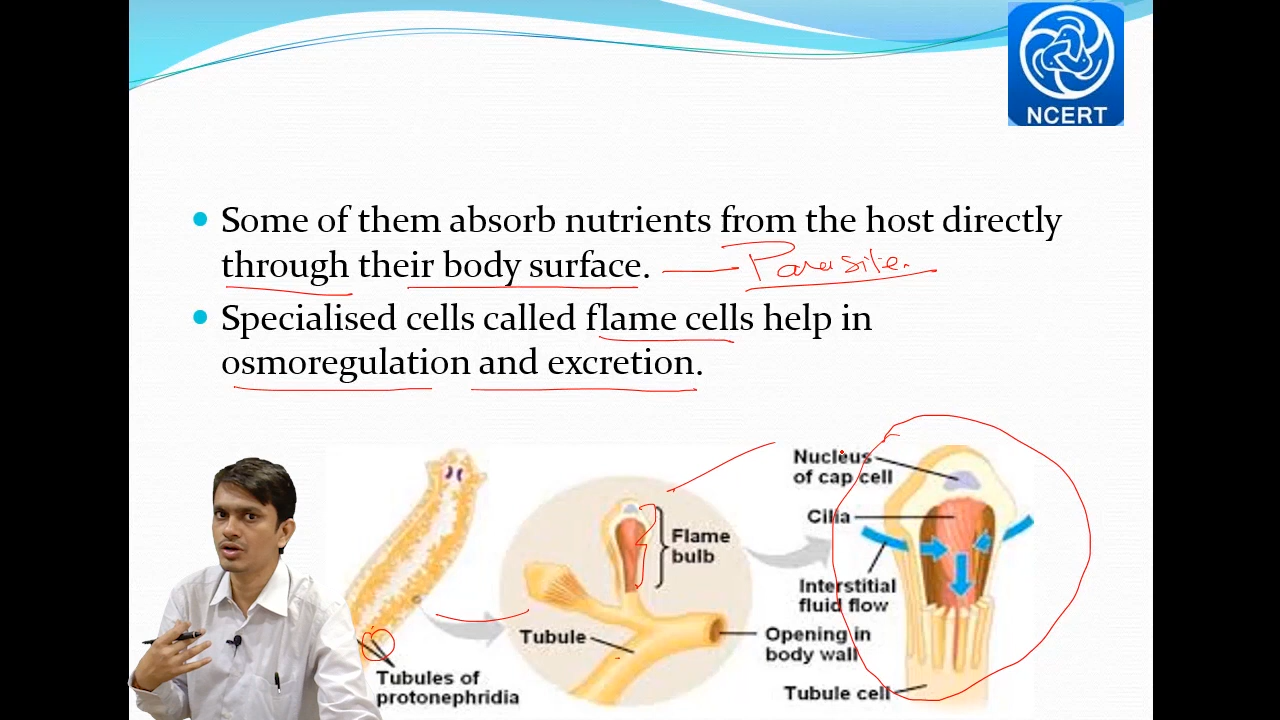 NCERT
Some of them absorb nutrients from the host directly
through their body surface. Parasite.
Specialised cells called flame cells help in
osmoregulation and excretion.
Nucleus
of cap cell
Cilia
Flame
bulb
Interstitial
fluid flow
Tubule
Opening in
body wall
Tubules of
protonephridia
Tubule cell